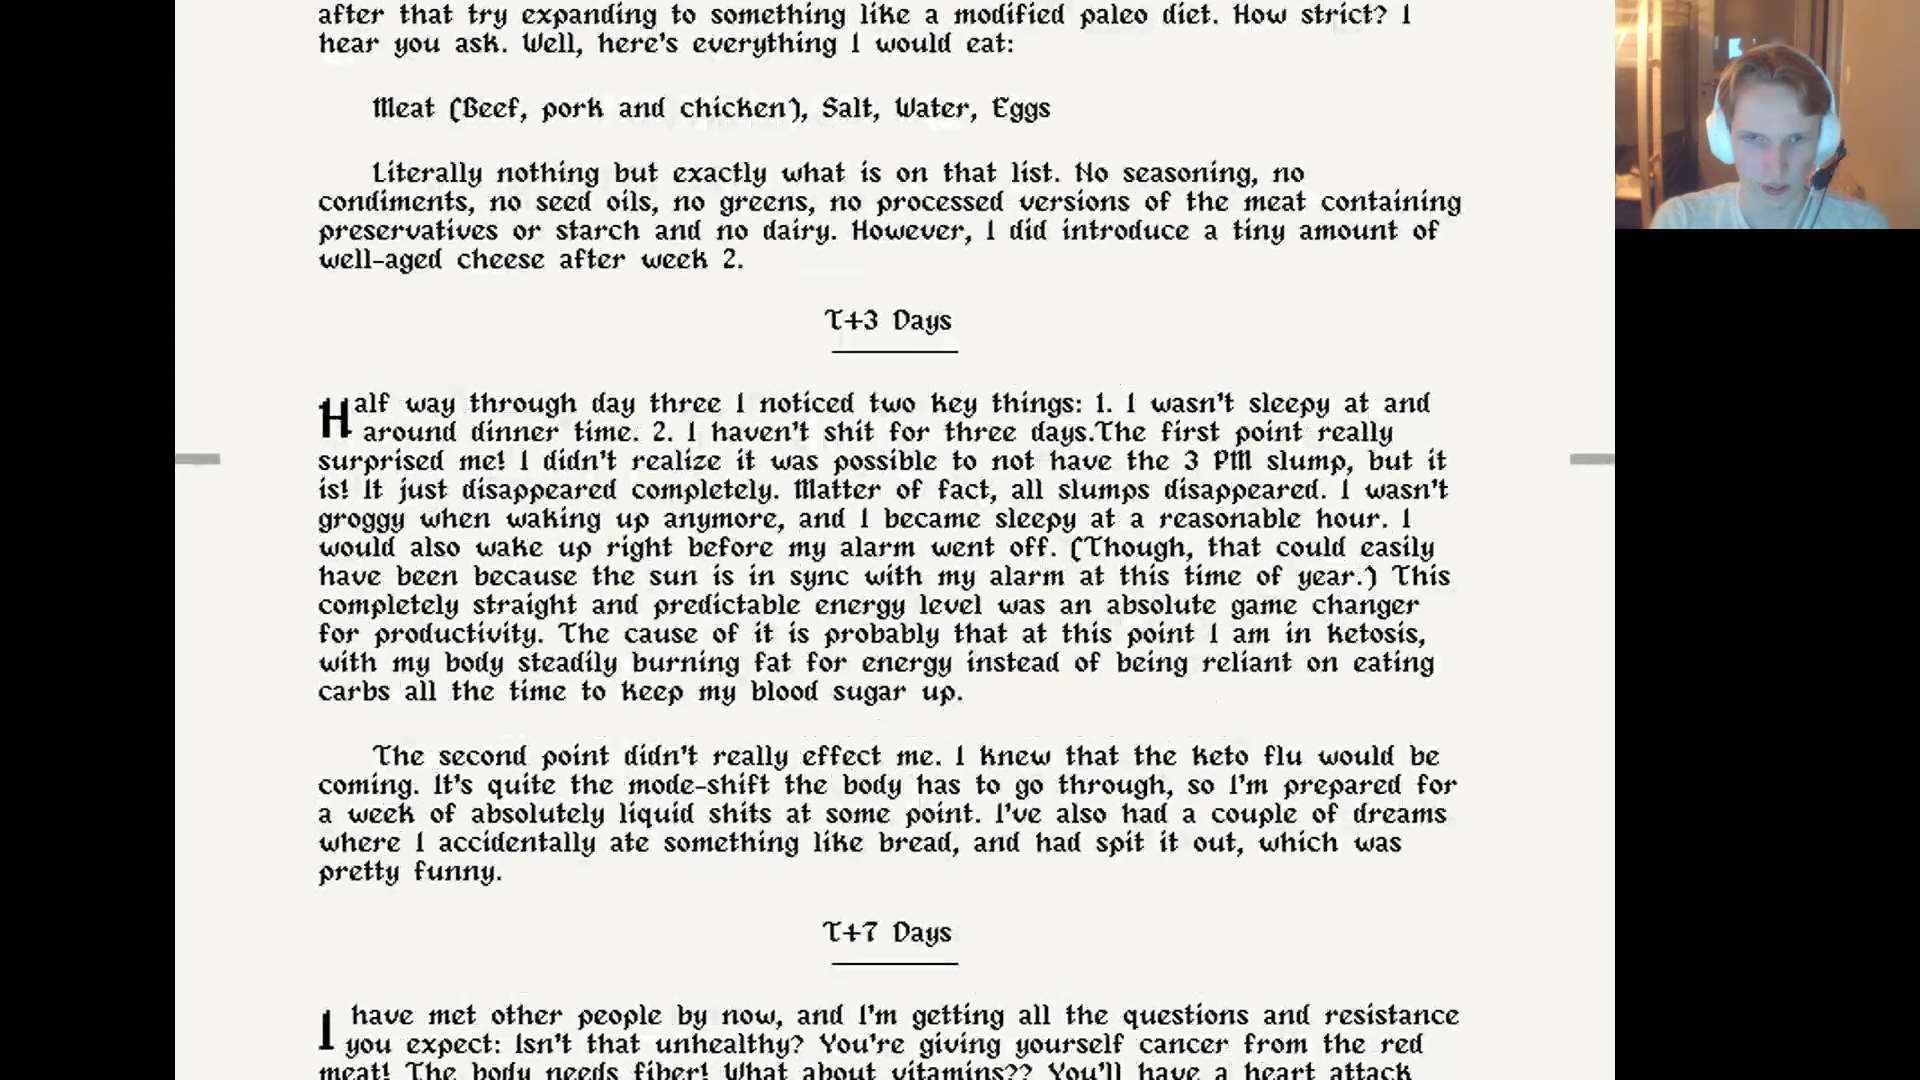 after that try expanding to something like a modified paleo diet. How strict? I
hear you ask. Well, here's everything I would eat:
Meat (Beef, pork and chicken), Salt, Water, Eggs
Literally nothing but exactly what is on that list. No seasoning, no
condiments, no seed oils, no greens, no processed versions of the meat containing
preservatives or starch and no dairy. However, I did introduce a tiny amount of
well-aged cheese after week 2.
T+3 Days
Half way through day three I noticed two key things: 1. I wasn't sleepy at and
around dinner time. 2. I haven't shit for three days.The first point really
surprised me! I didn't realize it was possible to not have the 3 PM slump, but it
is! It just disappeared completely. Matter of fact, all slumps disappeared. I wasn't
groggy when waking up anymore, and I became sleepy at a reasonable hour. I
would also wake up right before my alarm went off. (Though, that could easily
have been because the sun is in sync with my alarm at this time of year.) This
completely straight and predictable energy level was an absolute game changer
for productivity. The cause of it is probably that at this point I am in ketosis,
with my body steadily burning fat for energy instead of being reliant on eating
carbs all the time to keep my blood sugar up.
The second point didn't really effect me. I knew that the keto flu would be
coming. It's quite the mode-shift the body has to go through, so I'm prepared for
a week of absolutely liquid shits at some point. I've also had a couple of dreams
where I accidentally ate something like bread, and had spit it out, which was
pretty funny.
T+7 Days
I have met other people by now, and I'm getting all the questions and resistance
you expect: Isn't that unhealthy? You're giving yourself cancer from the red
meat! The body needs fiber! What about vitamins?? You'll have a heart attack